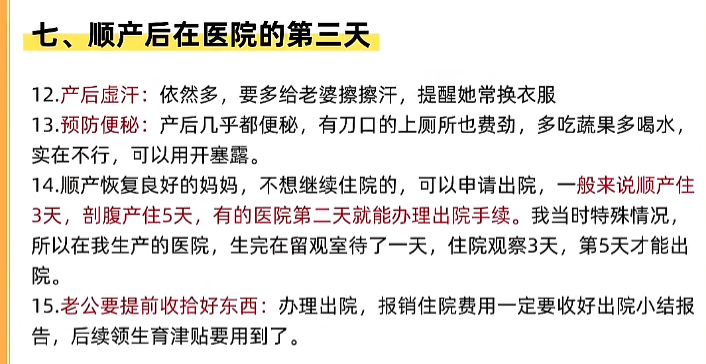 七、顺产后在医院的第三天
12.产后虚汗：依然多，要多给老婆擦擦汗，提醒她常换衣服
13.预防便秘：产后几乎都便秘，有刀口的上厕所也费劲，多吃蔬果多喝水，
实在不行，可以用开塞露。
14.顺产恢复良好的妈妈，不想继续住院的，可以申请出院，一般来说顺产住
3天，剖腹产住5天，有的医院第二天就能办理出院手续。我当时特殊情况，
所以在我生产的医院，生完在留观室待了一天，住院观察3天，第5天才能出
院。
15.老公要提前收拾好东西：办理出院，报销住院费用一定要收好出院小结报
告，后续领生育津贴要用到了。